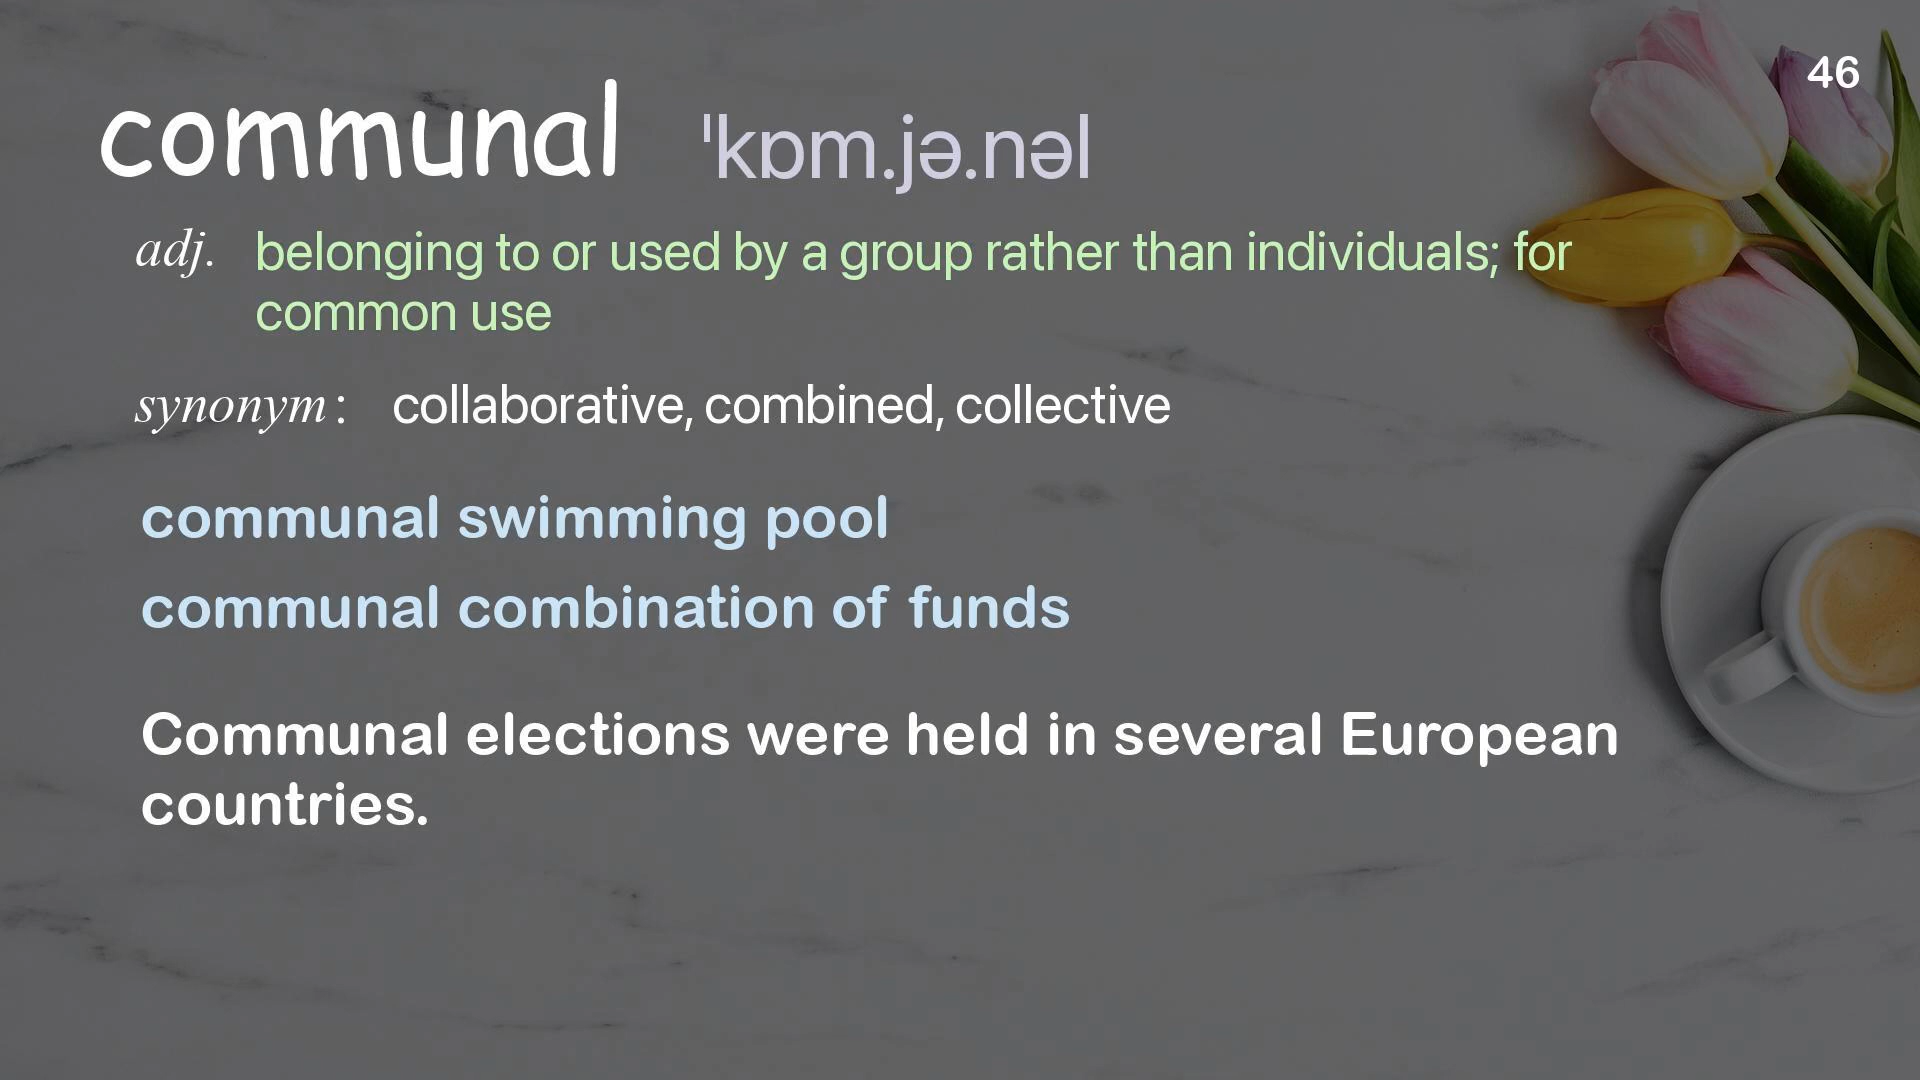 46
communal ˈkɒm.jə.nəl
adj. belonging to or used by a group rather than individuals; for
common use
synonym: collaborative, combined, collective
communal swimming pool
communal combination of funds
Communal elections were held in several European
countries.